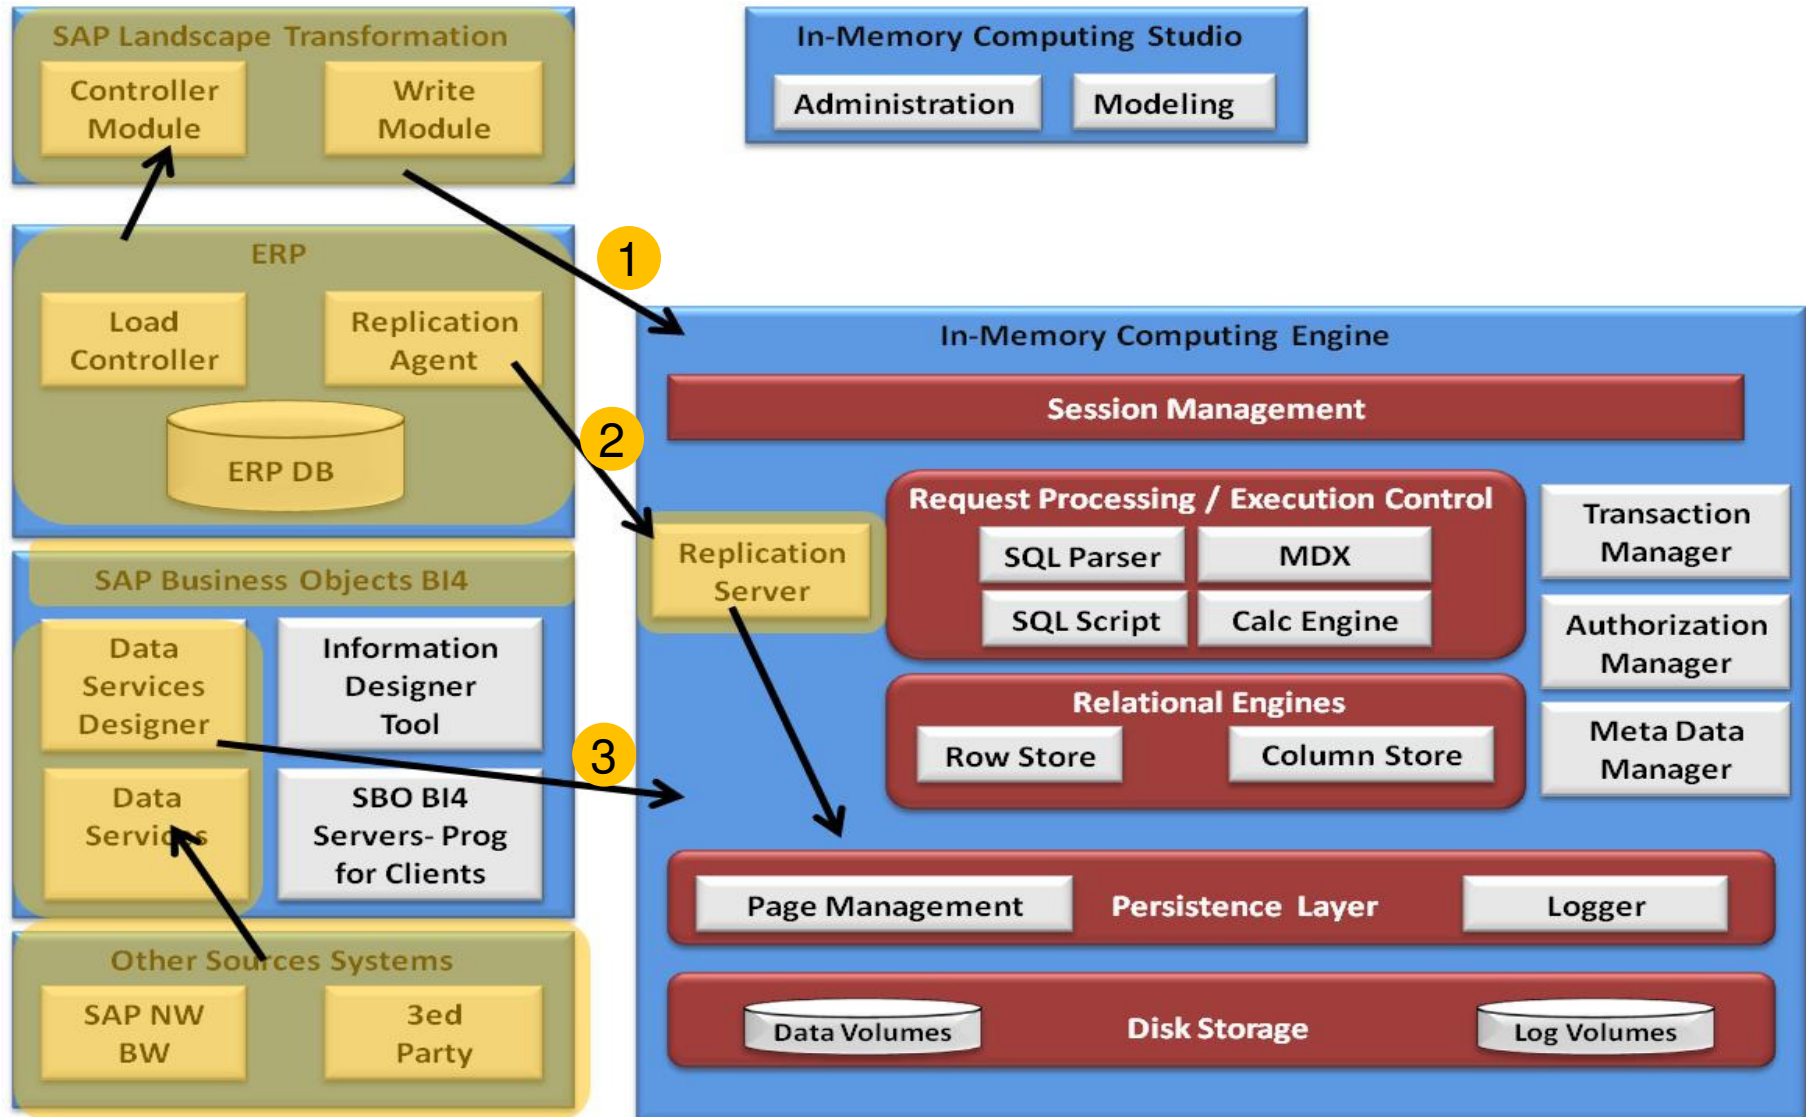 SAP Landscape Transformation
Controller
Module
Write
Module
In-Memory Computing Studio
Administration
Modeling
1
ERP
Load
Controller
Replication
Agent
ERP DB
2
In-Memory Computing Engine
Session Management
Replication
Server
Request Processing / Execution Control
SQL Parser
MDX
SQL Script
Calc Engine
Transaction
Manager
Authorization
Manager
Meta Data
Manager
Relational Engines
Row Store
Column Store
SAP Business Objects BI4
Data
Services
Designer
Information
Designer
Tool
3
Data
Services
SBO BI4
Servers- Prog
for Clients
Page Management
Persistence Layer
Logger
Other Sources Systems
SAP NW
BW
3ed
Party
Data Volumes
Disk Storage
Log Volumes